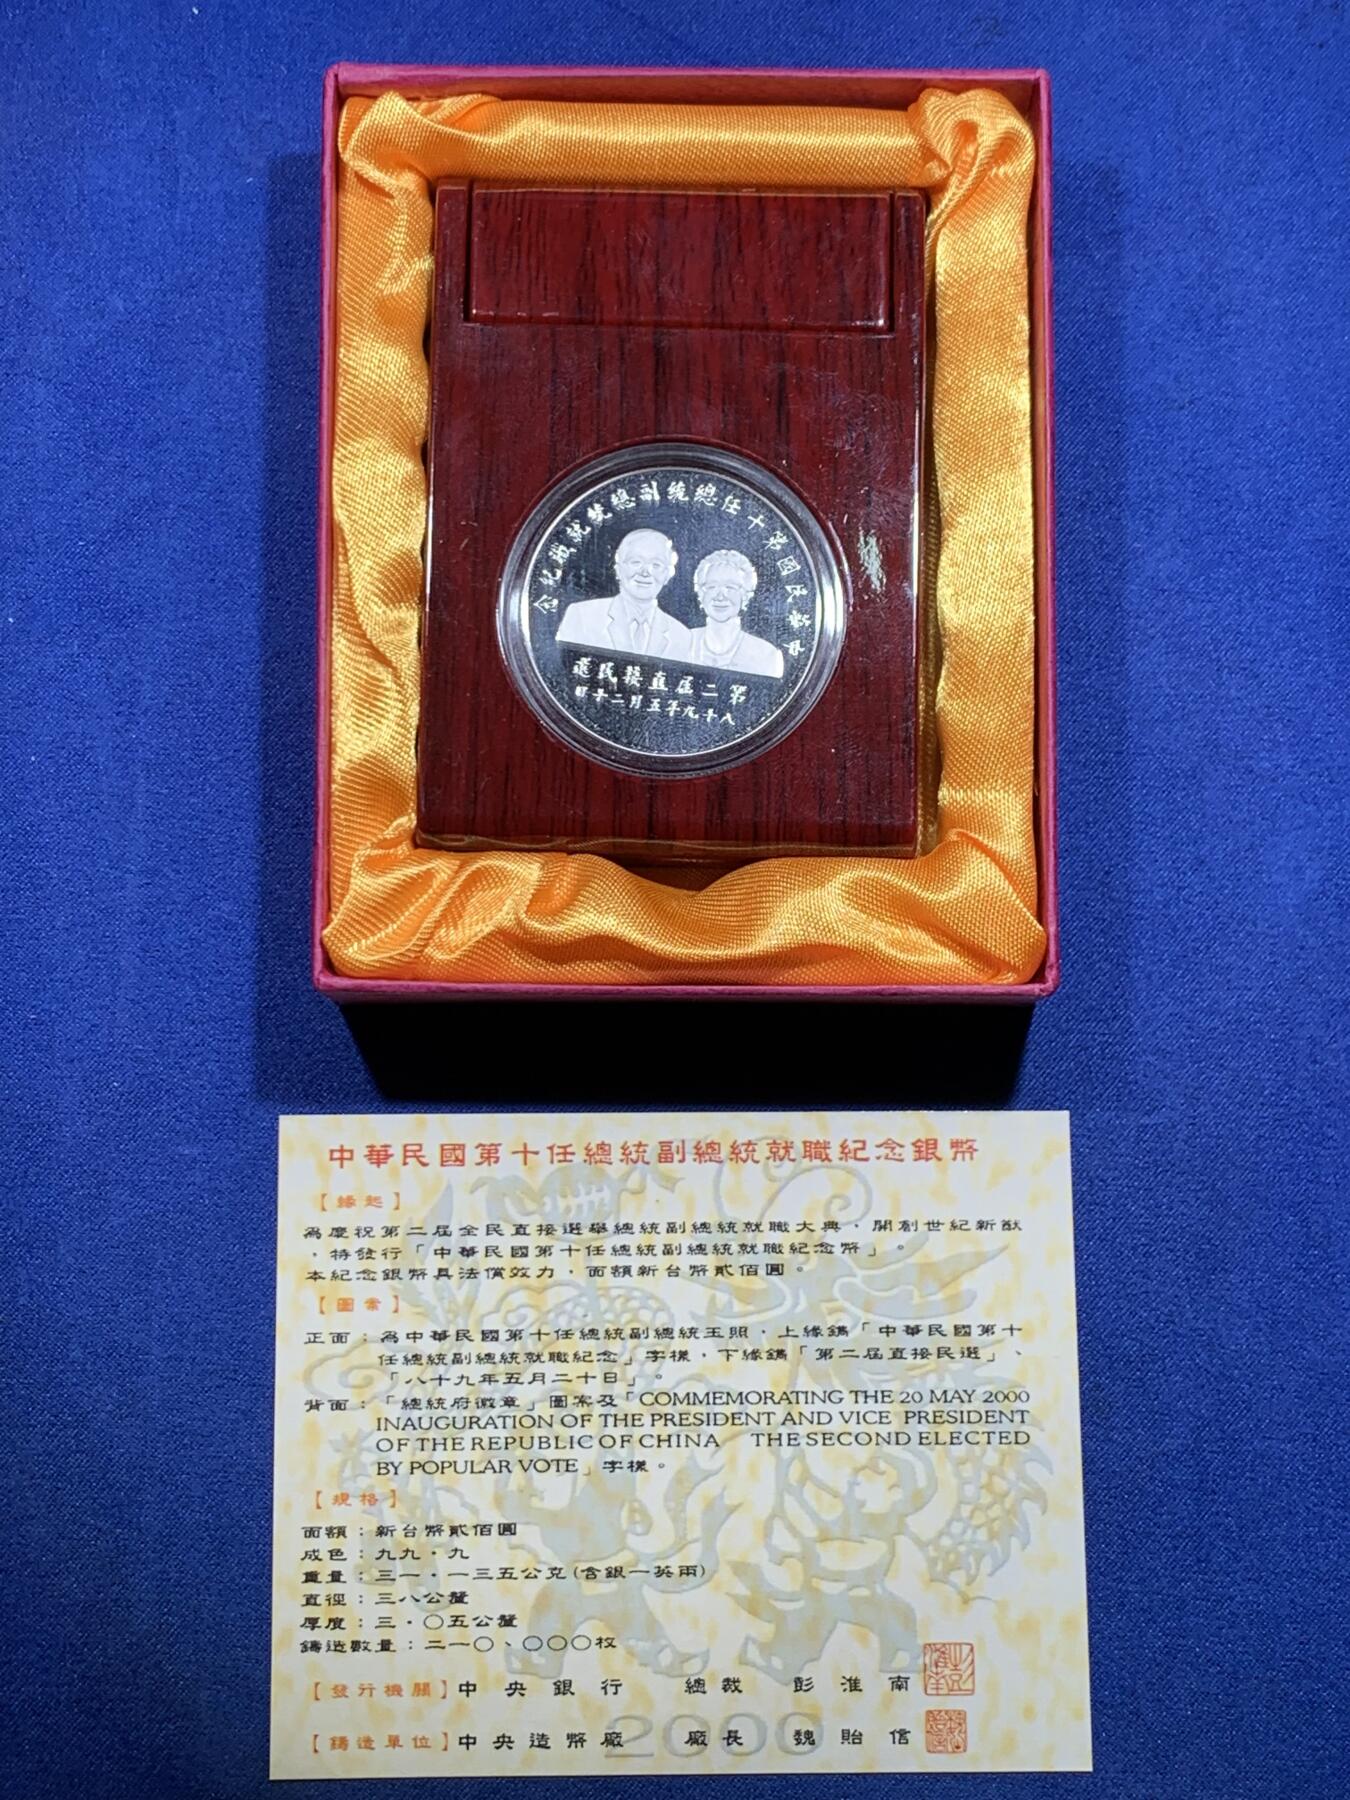 中華民國第十任總統副總統就職紀念
第二屆直接民選
八十九年五月二十日
中華民國第十任總統副總統就職紀念銀幣
【緣起】
為慶祝第二屆全民直接選舉總統副總統就職大典，開創世紀新猷
，特發行「中華民國第十任總統副總統就職紀念幣」。
本紀念銀幣具法償效力，面額新台幣貳佰圓。
【圖案】
正面：為中華民國第十任總統副總統玉照，上緣鐫「中華民國第十
任總統副總統就職紀念」字樣，下緣鐫「第二屆直接民選」、
「八十九年五月二十日」。
背面：「總統府徽章」圖案及「COMMEMORATING THE 20 MAY 2000
INAUGURATION OF THE PRESIDENT AND VICE PRESIDENT
OF THE REPUBLIC OF CHINA THE SECOND ELECTED
BY POPULAR VOTE」字樣。
【規格】
面額：新台幣貳佰圓
成色：九九．九
重量：三一．一三五公克(含銀一英兩)
直徑：三八公釐
厚度：三．〇五公釐
鑄造數量：二一〇、〇〇〇枚
【發行機關】中央銀行 總裁 彭淮南
【鑄造單位】中央造幣廠 廠長 魏貽信
2000